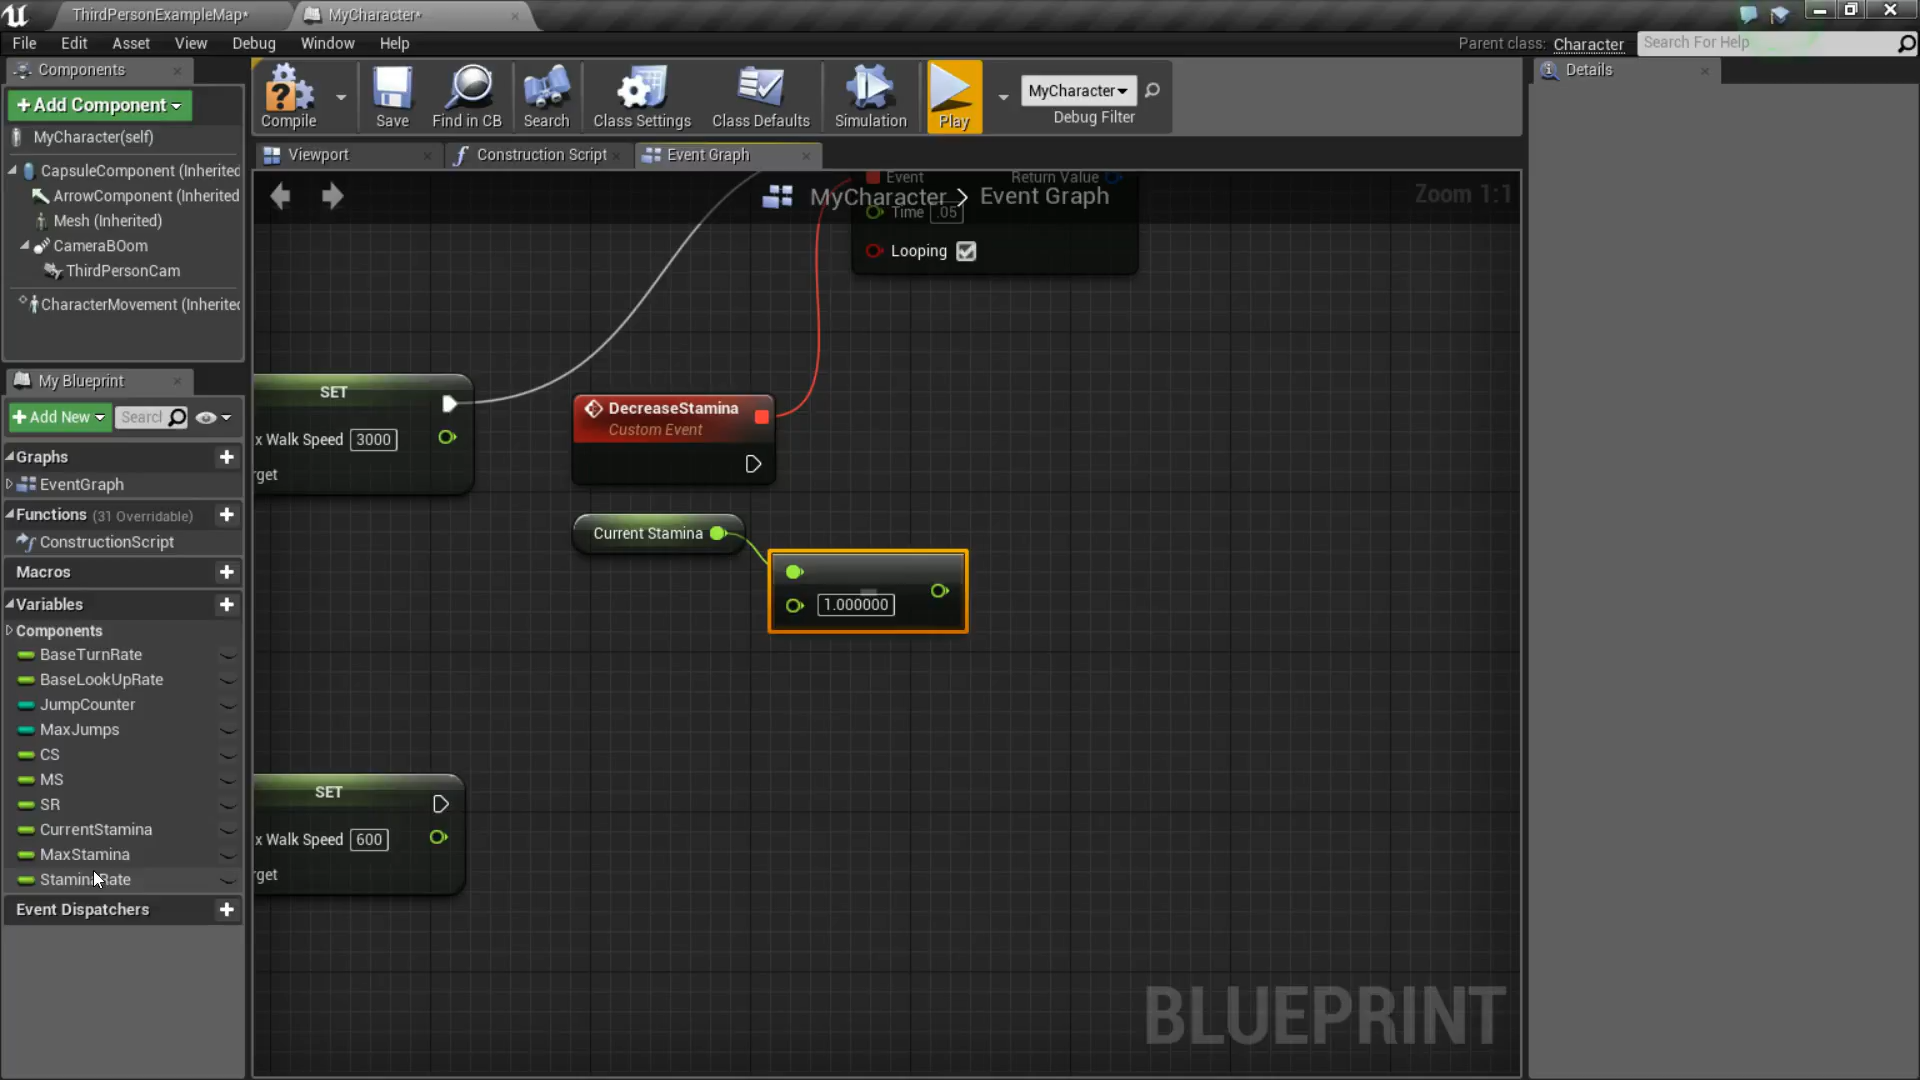 ThirdPersonExampleMap*
MyCharacter*
File Edit Asset View Debug Window Help
Parent class: Character
Search For Help
Components
+Add Component
MyCharacter(self)
CapsuleComponent (Inherited
ArrowComponent (Inherited
Mesh (Inherited)
CameraBOom
ThirdPersonCam
CharacterMovement (Inherited
My Blueprint
+Add New
Search
Graphs
EventGraph
Functions (31 Overridable)
ConstructionScript
Macros
Variables
Components
BaseTurnRate
BaseLookUpRate
JumpCounter
MaxJumps
CS
MS
SR
CurrentStamina
MaxStamina
StaminaRate
Event Dispatchers
Compile
Save
Find in CB
Search
Class Settings
Class Defaults
Simulation
Play
MyCharacter
Debug Filter
Viewport
Construction Script
Event Graph
MyCharacter > Event Graph
Zoom 1:1
Event
Return Value
Time .05
Looping
SET
x Walk Speed 3000
rget
DecreaseStamina
Custom Event
Current Stamina
1.000000
SET
x Walk Speed 600
rget
BLUEPRINT
Details